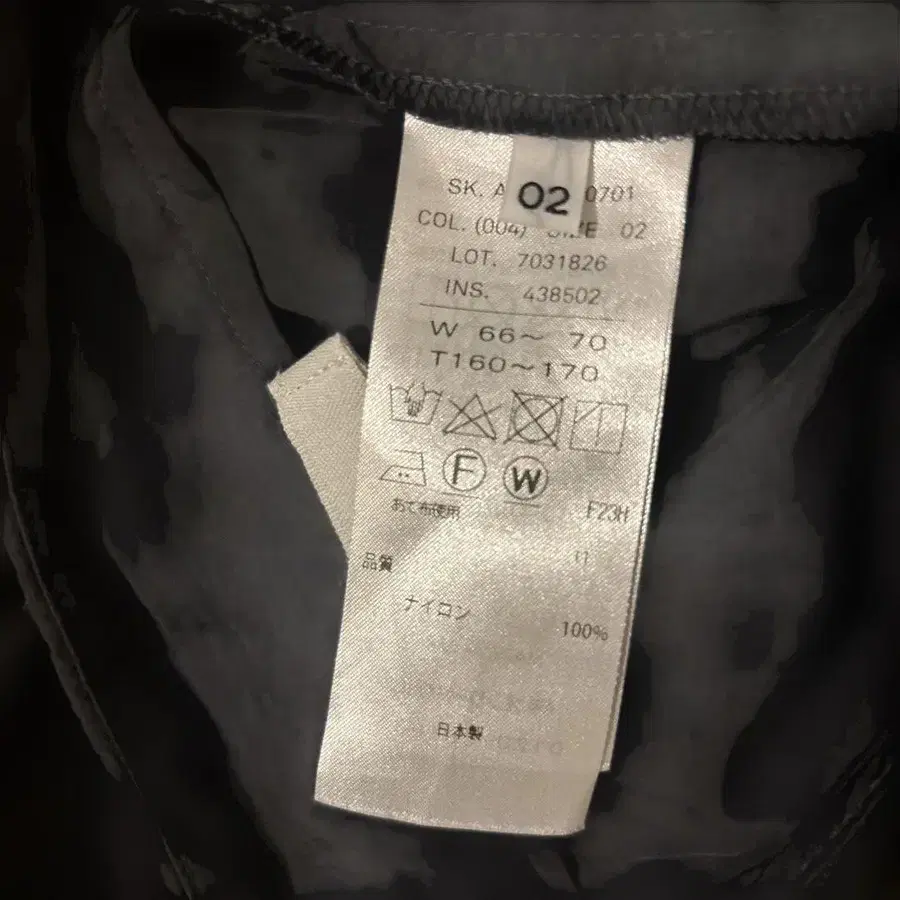 SK. A 0701
02
COL. (004) SIZE 02
LOT. 7031826
INS. 438502
W 66～ 70
T160～170
F W
あて布使用 F23H
品質
ナイロン
100%
日本製